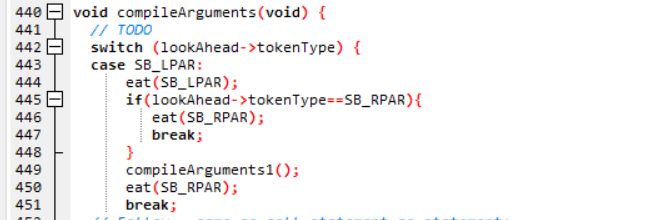 440 void compileArguments(void) {
441 // TODO
442 switch (lookAhead->tokenType) {
443 case SB_LPAR:
444 eat(SB_LPAR);
445 if(lookAhead->tokenType==SB_RPAR){
446 eat(SB_RPAR);
447 break;
448 }
449 compileArguments1();
450 eat(SB_RPAR);
451 break;